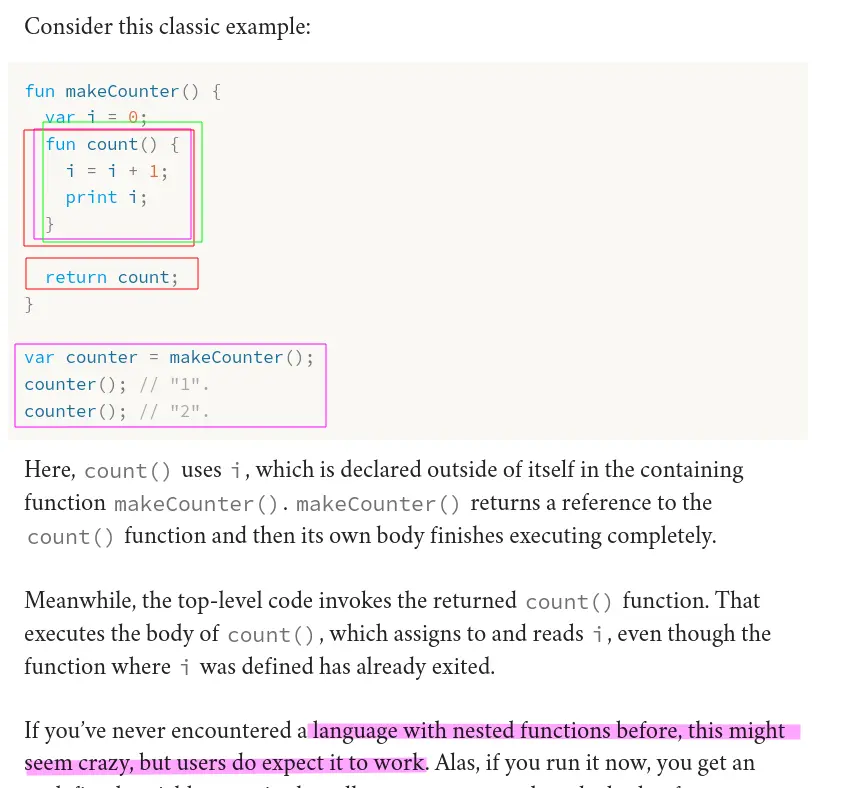 Consider this classic example:
fun makeCounter() {
var i = 0;
fun count() {
i = i + 1;
print i;
}
return count;
}
var counter = makeCounter();
counter(); // "1".
counter(); // "2".
Here, count() uses i, which is declared outside of itself in the containing
function makeCounter(). makeCounter() returns a reference to the
count() function and then its own body finishes executing completely.
Meanwhile, the top-level code invokes the returned count() function. That
executes the body of count(), which assigns to and reads i, even though the
function where i was defined has already exited.
If you’ve never encountered a language with nested functions before, this might
seem crazy, but users do expect it to work. Alas, if you run it now, you get an